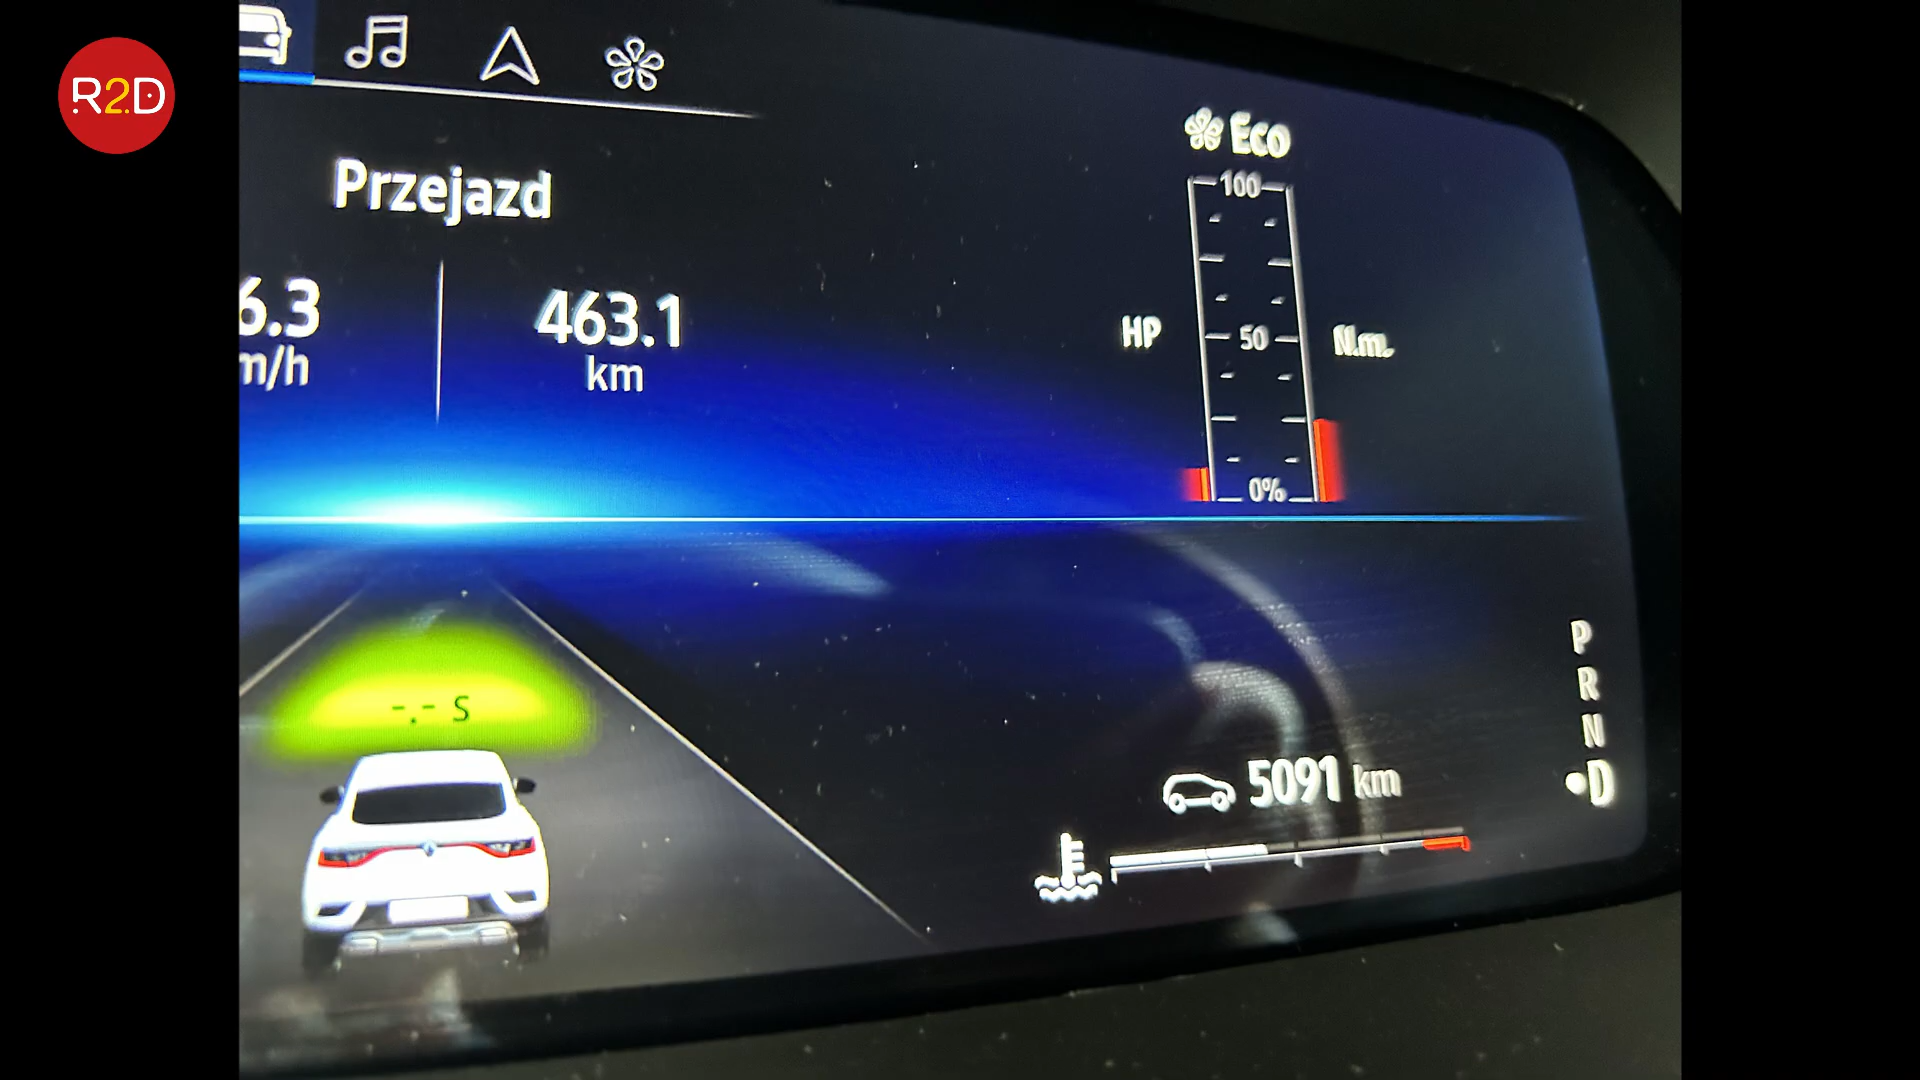 R2D
Eco
100
Przejazd
6.3
463.1
m/h
km
HP
50
N.m.
0%
P
R
N
D
-.- s
5091 km